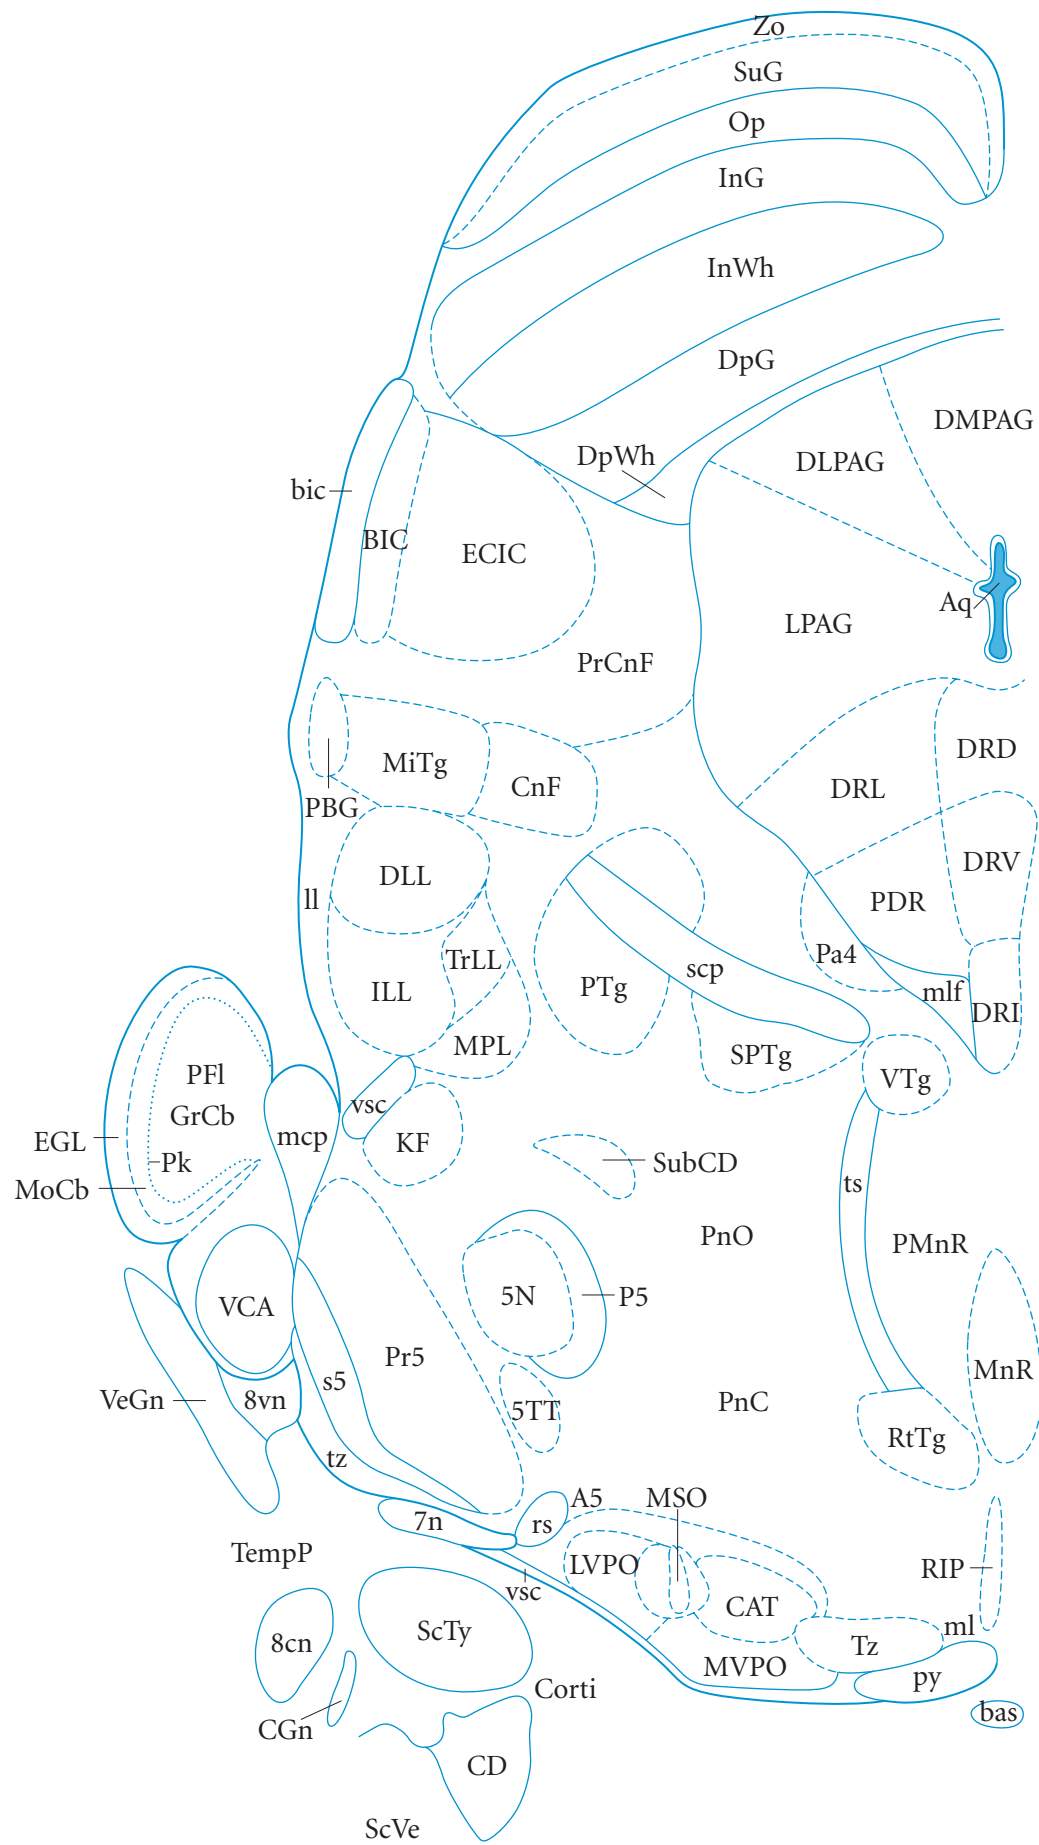 Zo
SuG
Op
InG
InWh
DpG
DMPAG
DpWh
DLPAG
bic
BIC
ECIC
Aq
LPAG
PrCnF
DRD
MiTg
CnF
DRL
PBG
DRV
DLL
ll
PDR
Pa4
TrLL
scp
PTg
ILL
mlf
DRI
MPL
SPTg
PFl
VTg
vsc
GrCb
mcp
EGL
KF
Pk
SubCD
MoCb
ts
PnO
PMnR
5N
P5
VCA
Pr5
MnR
s5
VeGn
8vn
5TT
PnC
RtTg
tz
A5
MSO
7n
rs
TempP
LVPO
RIP
vsc
CAT
ml
ScTy
8cn
Tz
MVPO
py
Corti
bas
CGn
CD
ScVe